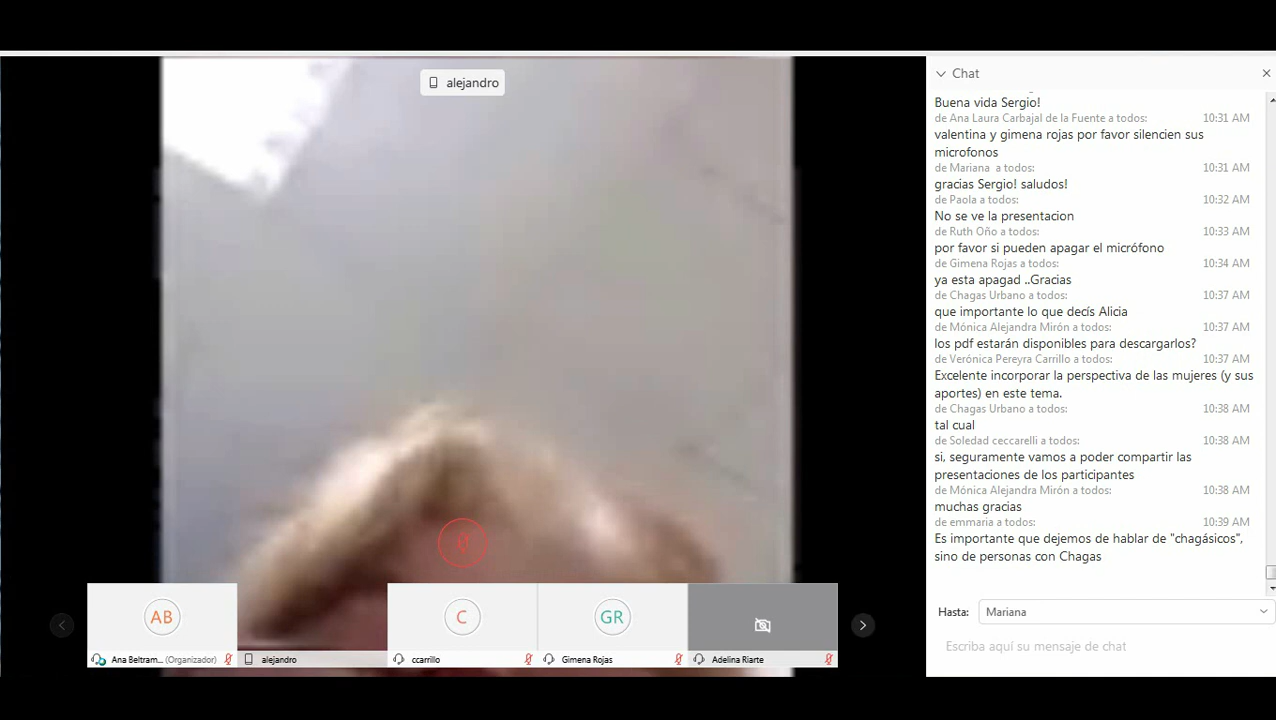 alejandro
AB
C
GR
Ana Beltram... (Organizador)
alejandro
ccarrillo
Gimena Rojas
Adelina Riarte
Chat
Buena vida Sergio!
de Ana Laura Carbajal de la Fuente a todos: 10:31 AM
valentina y gimena rojas por favor silencien sus
microfonos
de Mariana a todos: 10:31 AM
gracias Sergio! saludos!
de Paola a todos: 10:32 AM
No se ve la presentacion
de Ruth Oño a todos: 10:33 AM
por favor si pueden apagar el micrófono
de Gimena Rojas a todos: 10:34 AM
ya esta apagad ..Gracias
de Chagas Urbano a todos: 10:37 AM
que importante lo que decís Alicia
de Mónica Alejandra Mirón a todos: 10:37 AM
los pdf estarán disponibles para descargarlos?
de Verónica Pereyra Carrillo a todos: 10:37 AM
Excelente incorporar la perspectiva de las mujeres (y sus
aportes) en este tema.
de Chagas Urbano a todos: 10:38 AM
tal cual
de Soledad ceccarelli a todos: 10:38 AM
si, seguramente vamos a poder compartir las
presentaciones de los participantes
de Mónica Alejandra Mirón a todos: 10:38 AM
muchas gracias
de emmaria a todos: 10:39 AM
Es importante que dejemos de hablar de "chagásicos",
sino de personas con Chagas
Hasta: Mariana
Escriba aquí su mensaje de chat